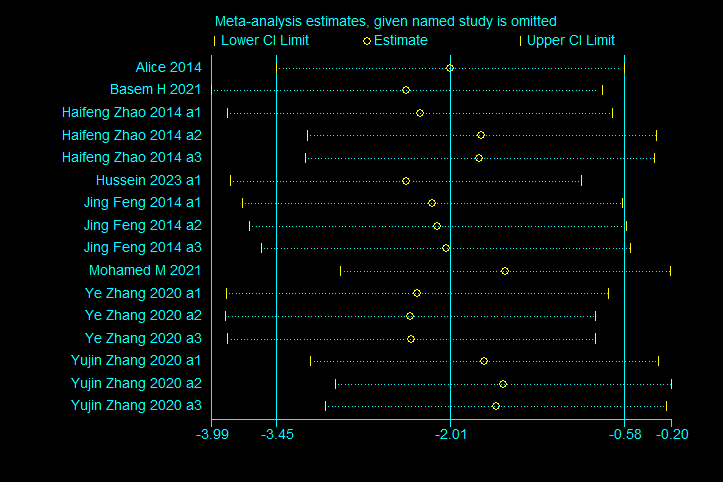 Meta-analysis estimates, given named study is omitted
Lower CI Limit Estimate Upper CI Limit
Alice 2014
Basem H 2021
Haifeng Zhao 2014 a1
Haifeng Zhao 2014 a2
Haifeng Zhao 2014 a3
Hussein 2023 a1
Jing Feng 2014 a1
Jing Feng 2014 a2
Jing Feng 2014 a3
Mohamed M 2021
Ye Zhang 2020 a1
Ye Zhang 2020 a2
Ye Zhang 2020 a3
Yujin Zhang 2020 a1
Yujin Zhang 2020 a2
Yujin Zhang 2020 a3
-3.99 -3.45 -2.01 -0.58 -0.20